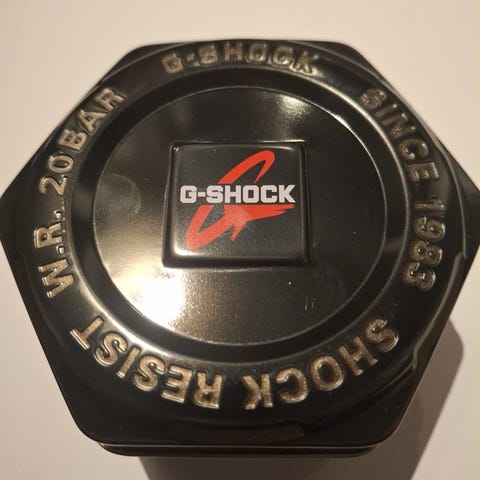 G-SHOCK
SINCE 1983
SHOCK RESIST
W.R. 20BAR
G-SHOCK